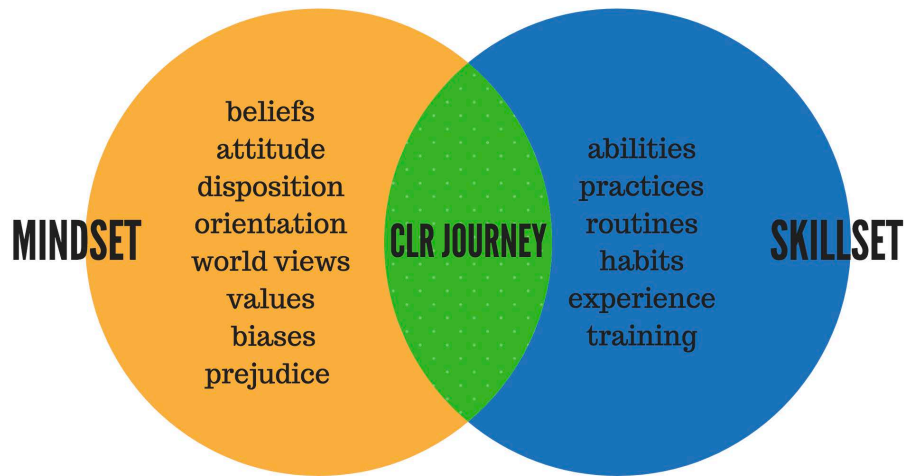 MINDSET
beliefs
attitude
disposition
orientation
world views
values
biases
prejudice
CLR JOURNEY
abilities
practices
routines
habits
experience
training
SKILLSET